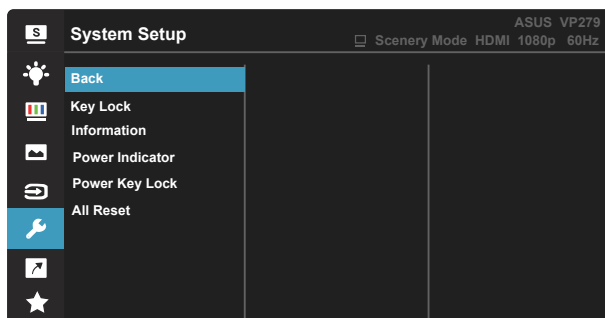 S
System Setup
ASUS VP279
Scenery Mode HDMI 1080p 60Hz
Back
Key Lock
Information
Power Indicator
Power Key Lock
All Reset